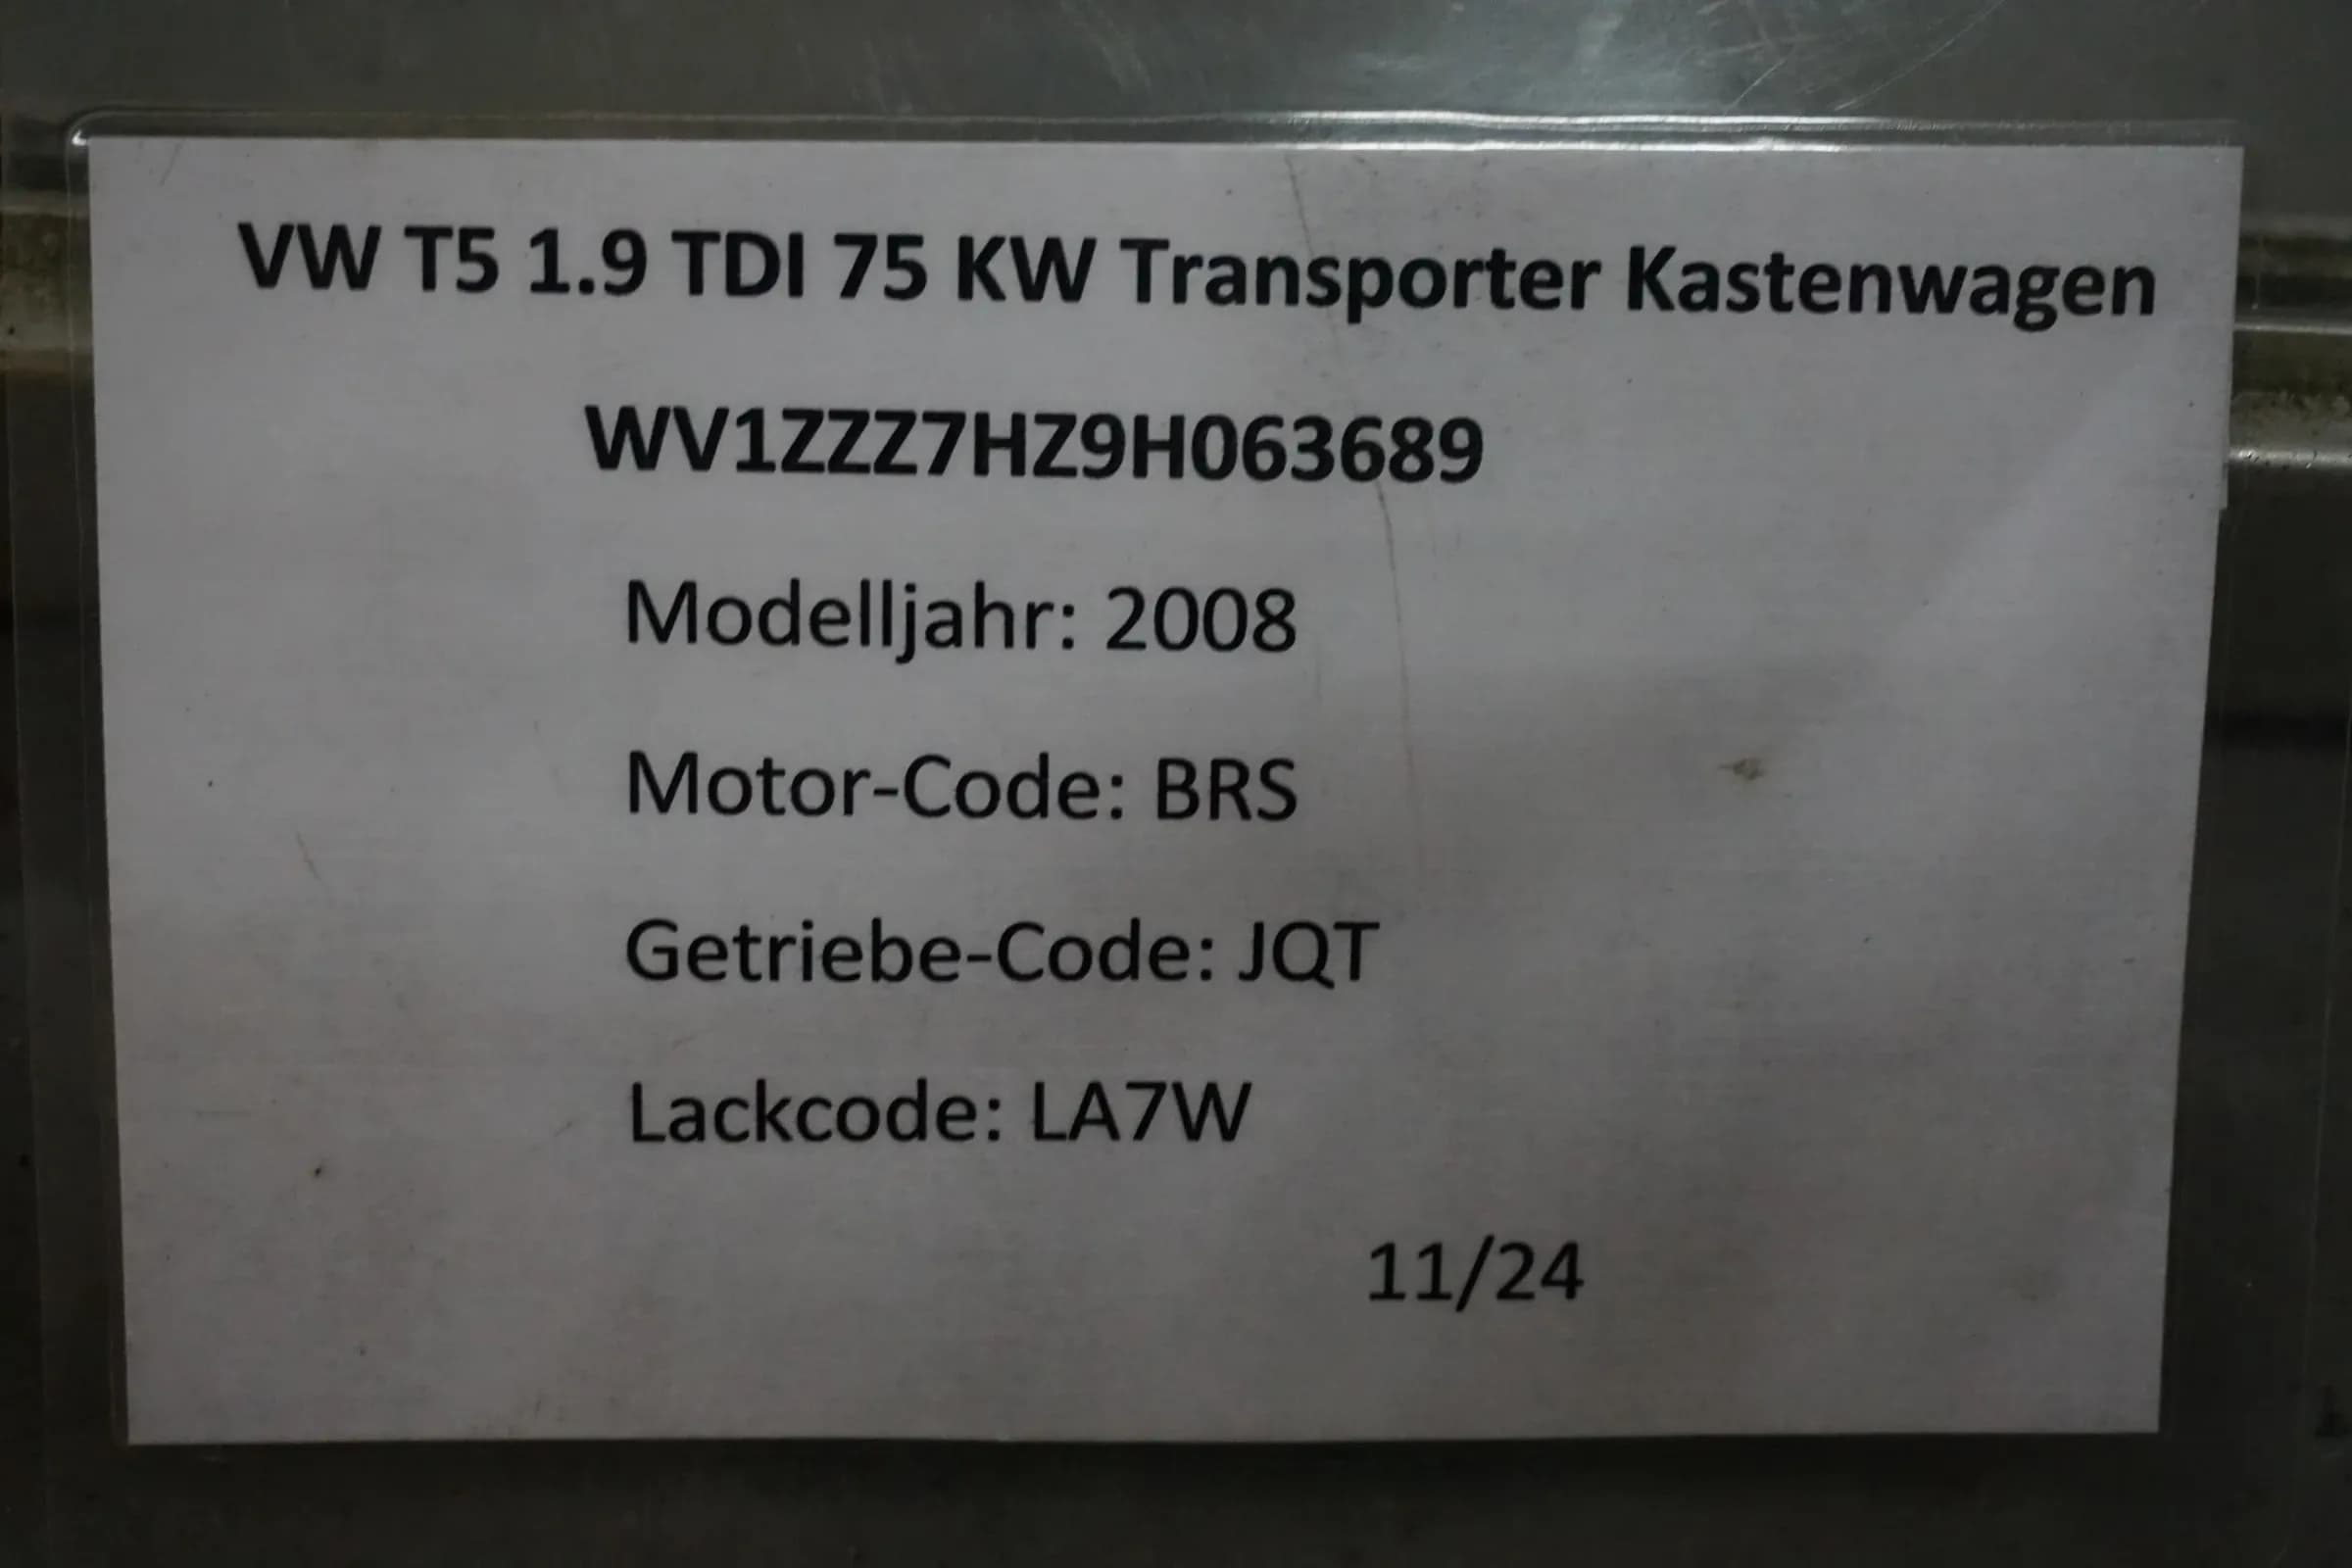 VW T5 1.9 TDI 75 KW Transporter Kastenwagen
WV1ZZZ7HZ9H063689
Modelljahr: 2008
Motor-Code: BRS
Getriebe-Code: JQT
Lackcode: LA7W
11/24